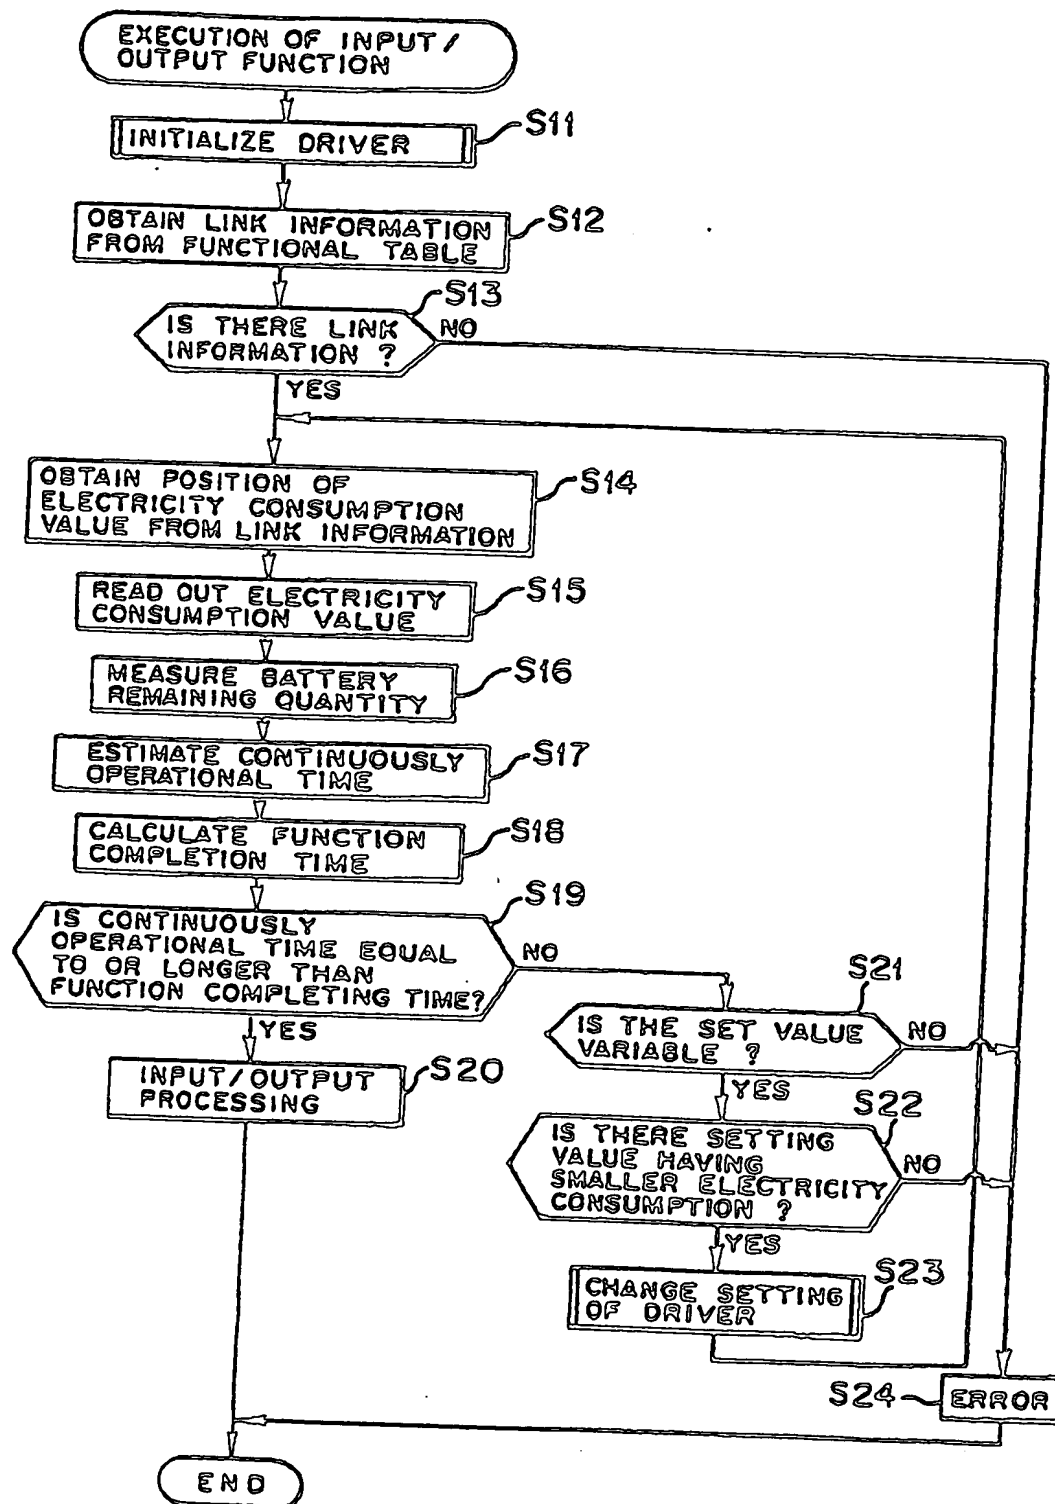 EXECUTION OF INPUT/
OUTPUT FUNCTION
INITIALIZE DRIVER
S11
OBTAIN LINK INFORMATION
FROM FUNCTIONAL TABLE
S12
S13
IS THERE LINK
INFORMATION ?
NO
YES
OBTAIN POSITION OF
ELECTRICITY CONSUMPTION
VALUE FROM LINK INFORMATION
S14
READ OUT ELECTRICITY
CONSUMPTION VALUE
S15
MEASURE BATTERY
REMAINING QUANTITY
S16
ESTIMATE CONTINUOUSLY
OPERATIONAL TIME
S17
CALCULATE FUNCTION
COMPLETION TIME
S18
S19
IS CONTINUOUSLY
OPERATIONAL TIME EQUAL
TO OR LONGER THAN
FUNCTION COMPLETING TIME?
NO
YES
INPUT/OUTPUT
PROCESSING
S20
S21
IS THE SET VALUE
VARIABLE ?
NO
YES
S22
IS THERE SETTING
VALUE HAVING
SMALLER ELECTRICITY
CONSUMPTION ?
NO
YES
CHANGE SETTING
OF DRIVER
S23
S24
ERROR
END